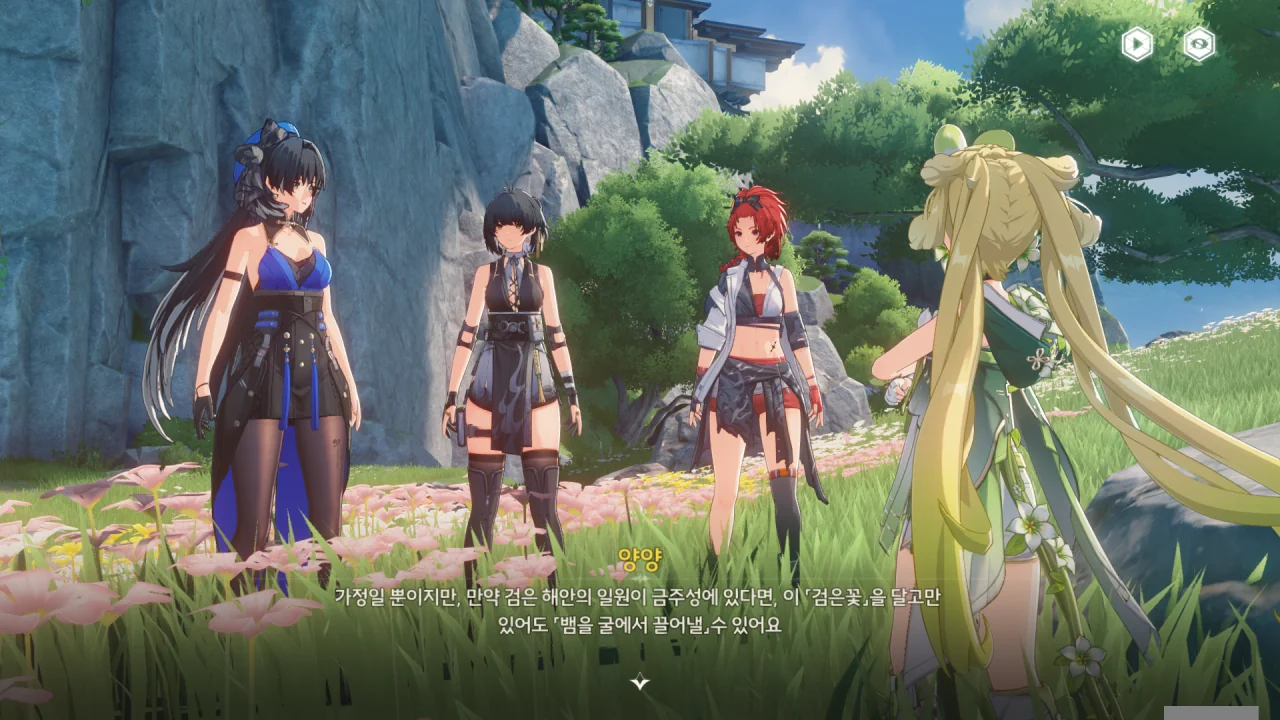 양양
가정일 뿐이지만, 만약 검은 해안의 일원이 금주성에 있다면, 이 「검은꽃」을 달고만
있어도 「뱀을 굴에서 끌어낼」수 있어요